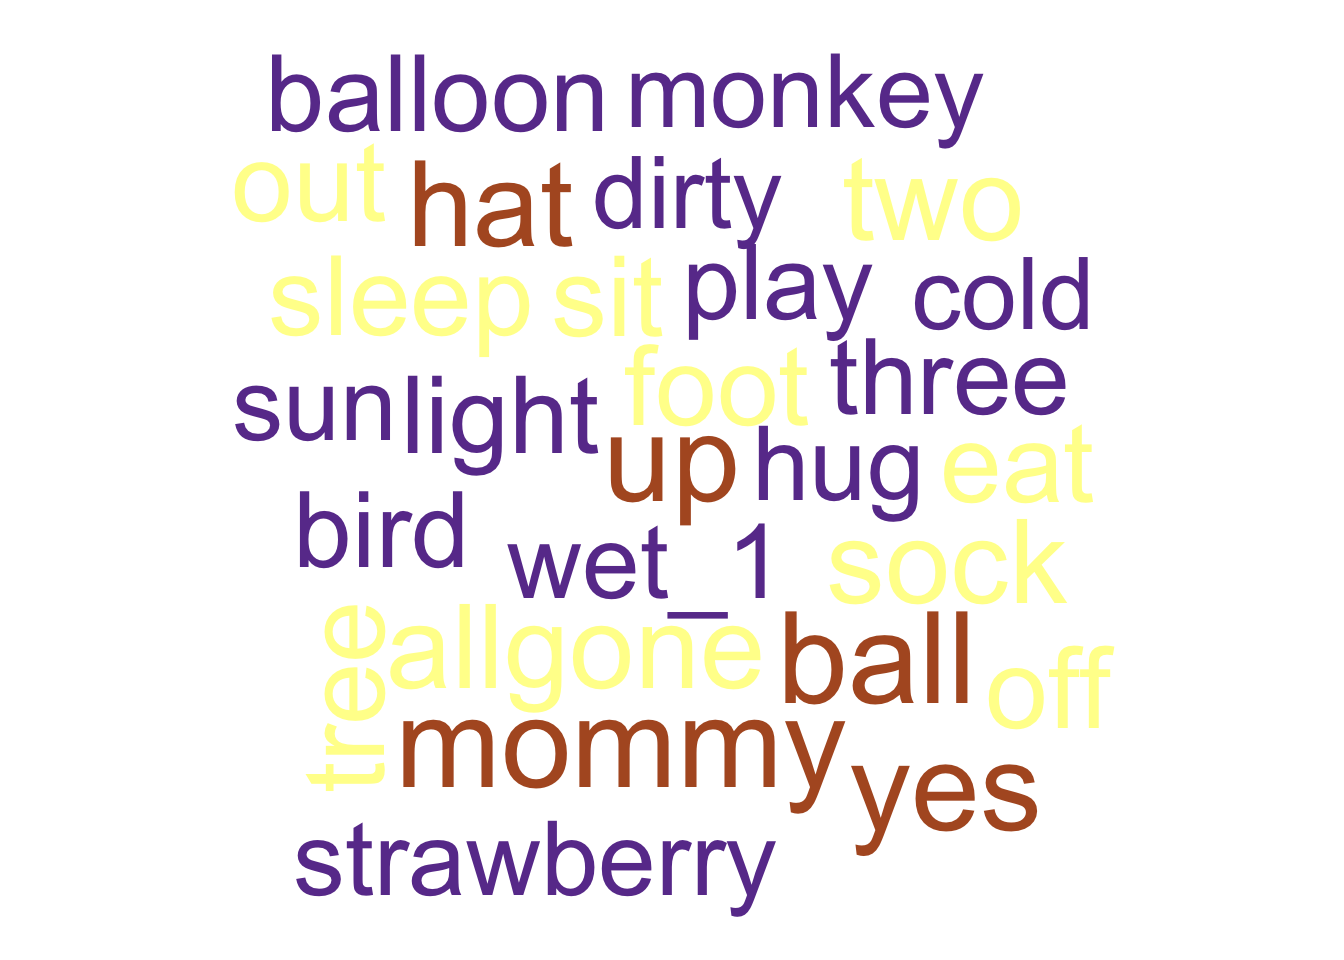 balloon monkey
out hat dirty two
sleep sit play cold
sun light foot three
up hug eat
bird wet_1 sock
tree allgone ball off
mommy yes
strawberry